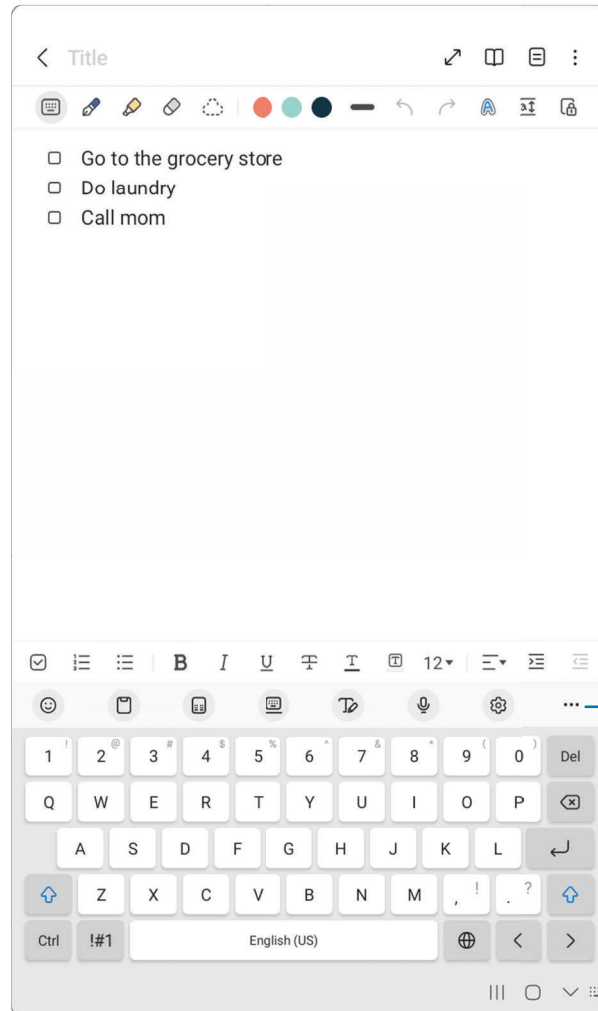 Title
Go to the grocery store
Do laundry
Call mom
B I U T T T 12
1 ! 2 @ 3 # 4 $ 5 % 6 ^ 7 & 8 * 9 ( 0 ) Del
Q W E R T Y U I O P
A S D F G H J K L
Z X C V B N M , ! . ?
Ctrl !#1 English (US)